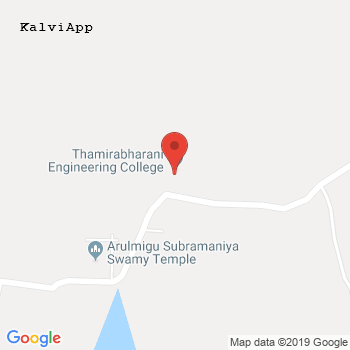 KalviApp
Thamirabharani
Engineering College
Arulmigu Subramaniya
Swamy Temple
Google
Map data ©2019 Google